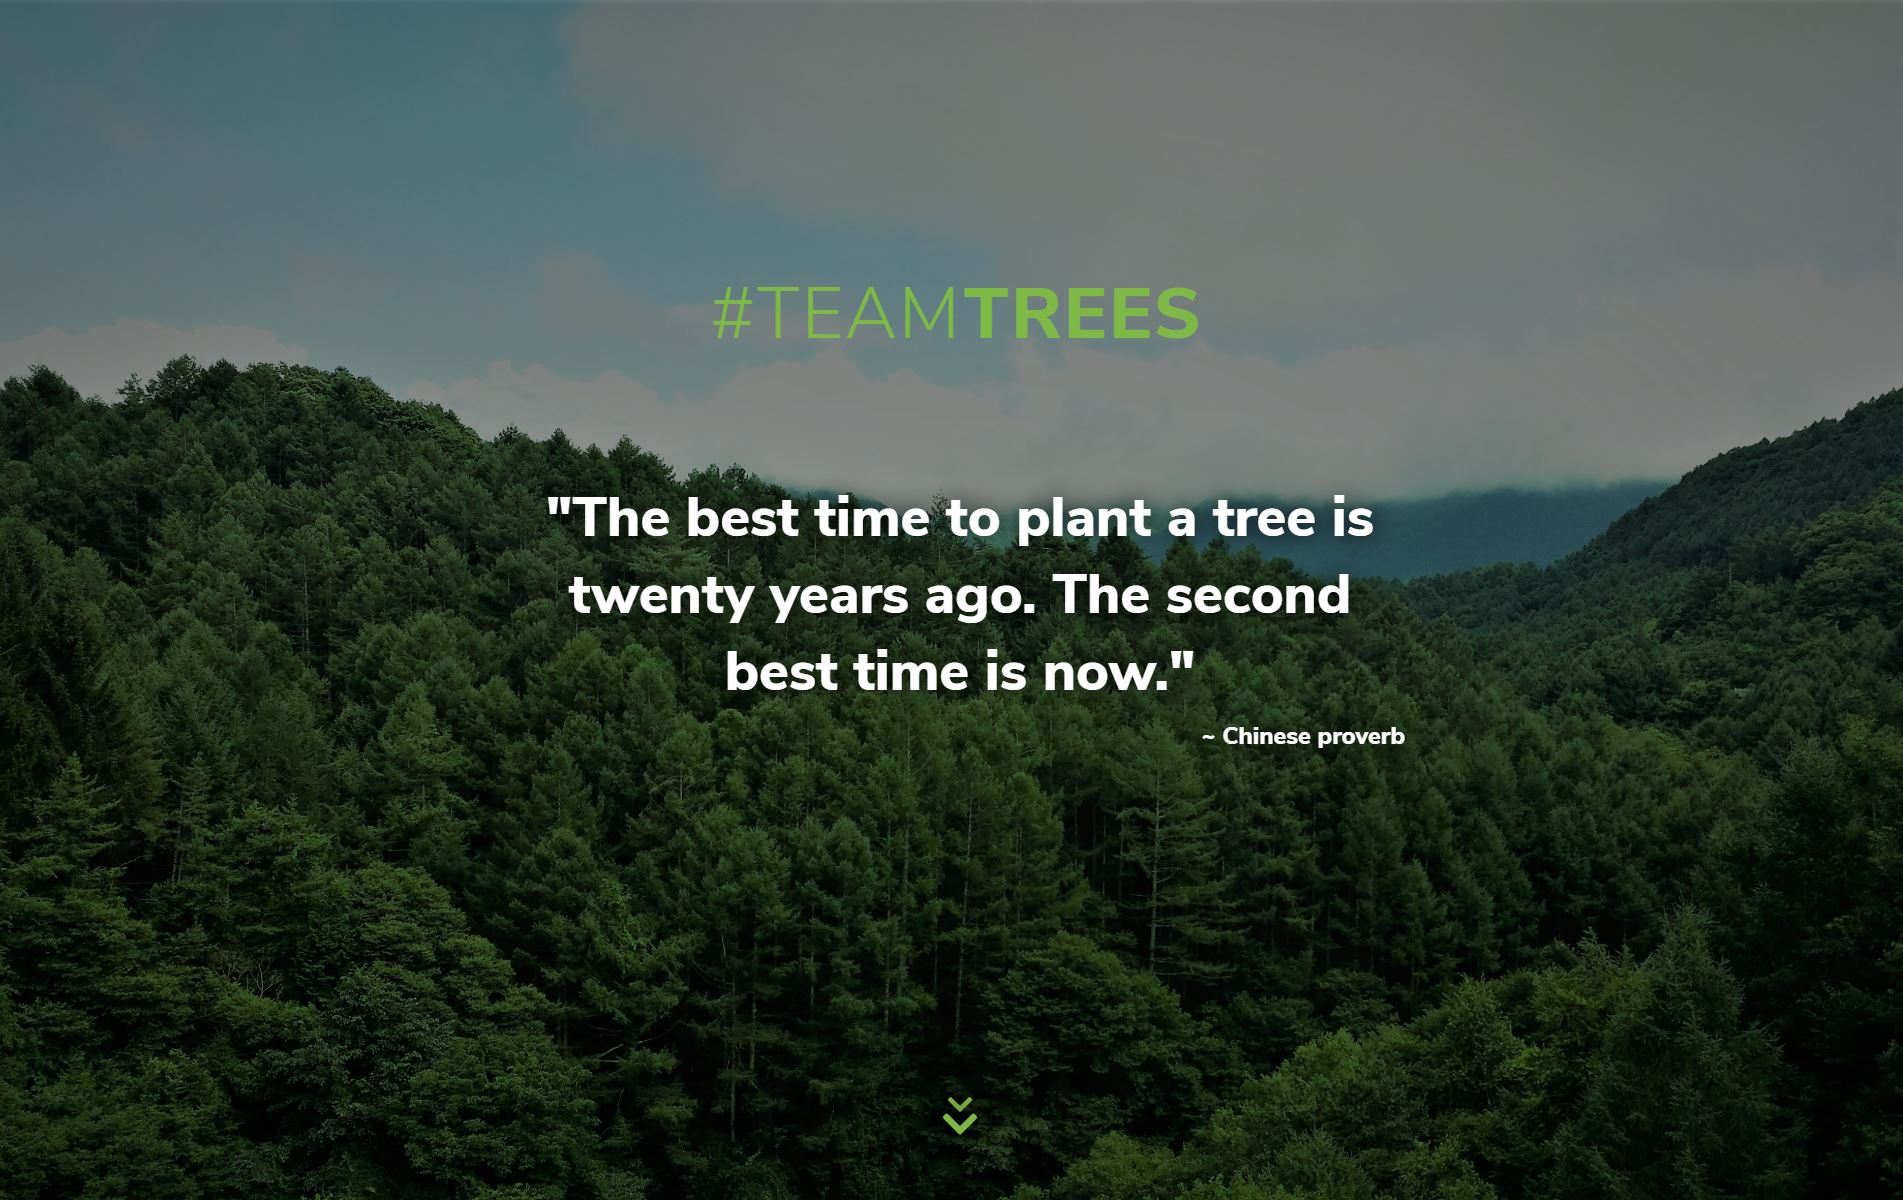 #TEAMTREES
"The best time to plant a tree is
twenty years ago. The second
best time is now."
~ Chinese proverb